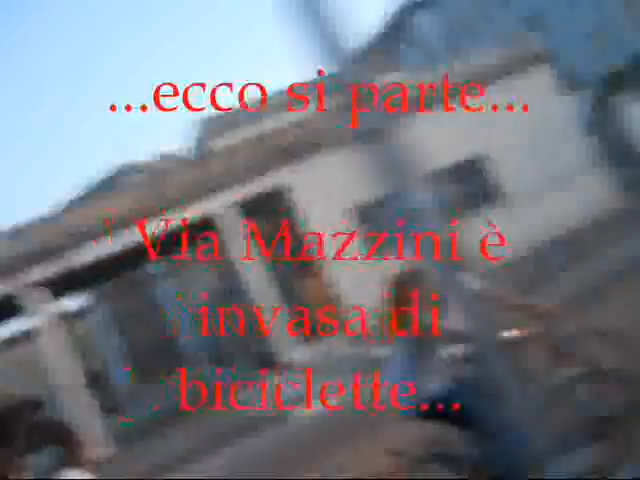 ...ecco si parte...
Via Mazzini è
invasa di
biciclette...